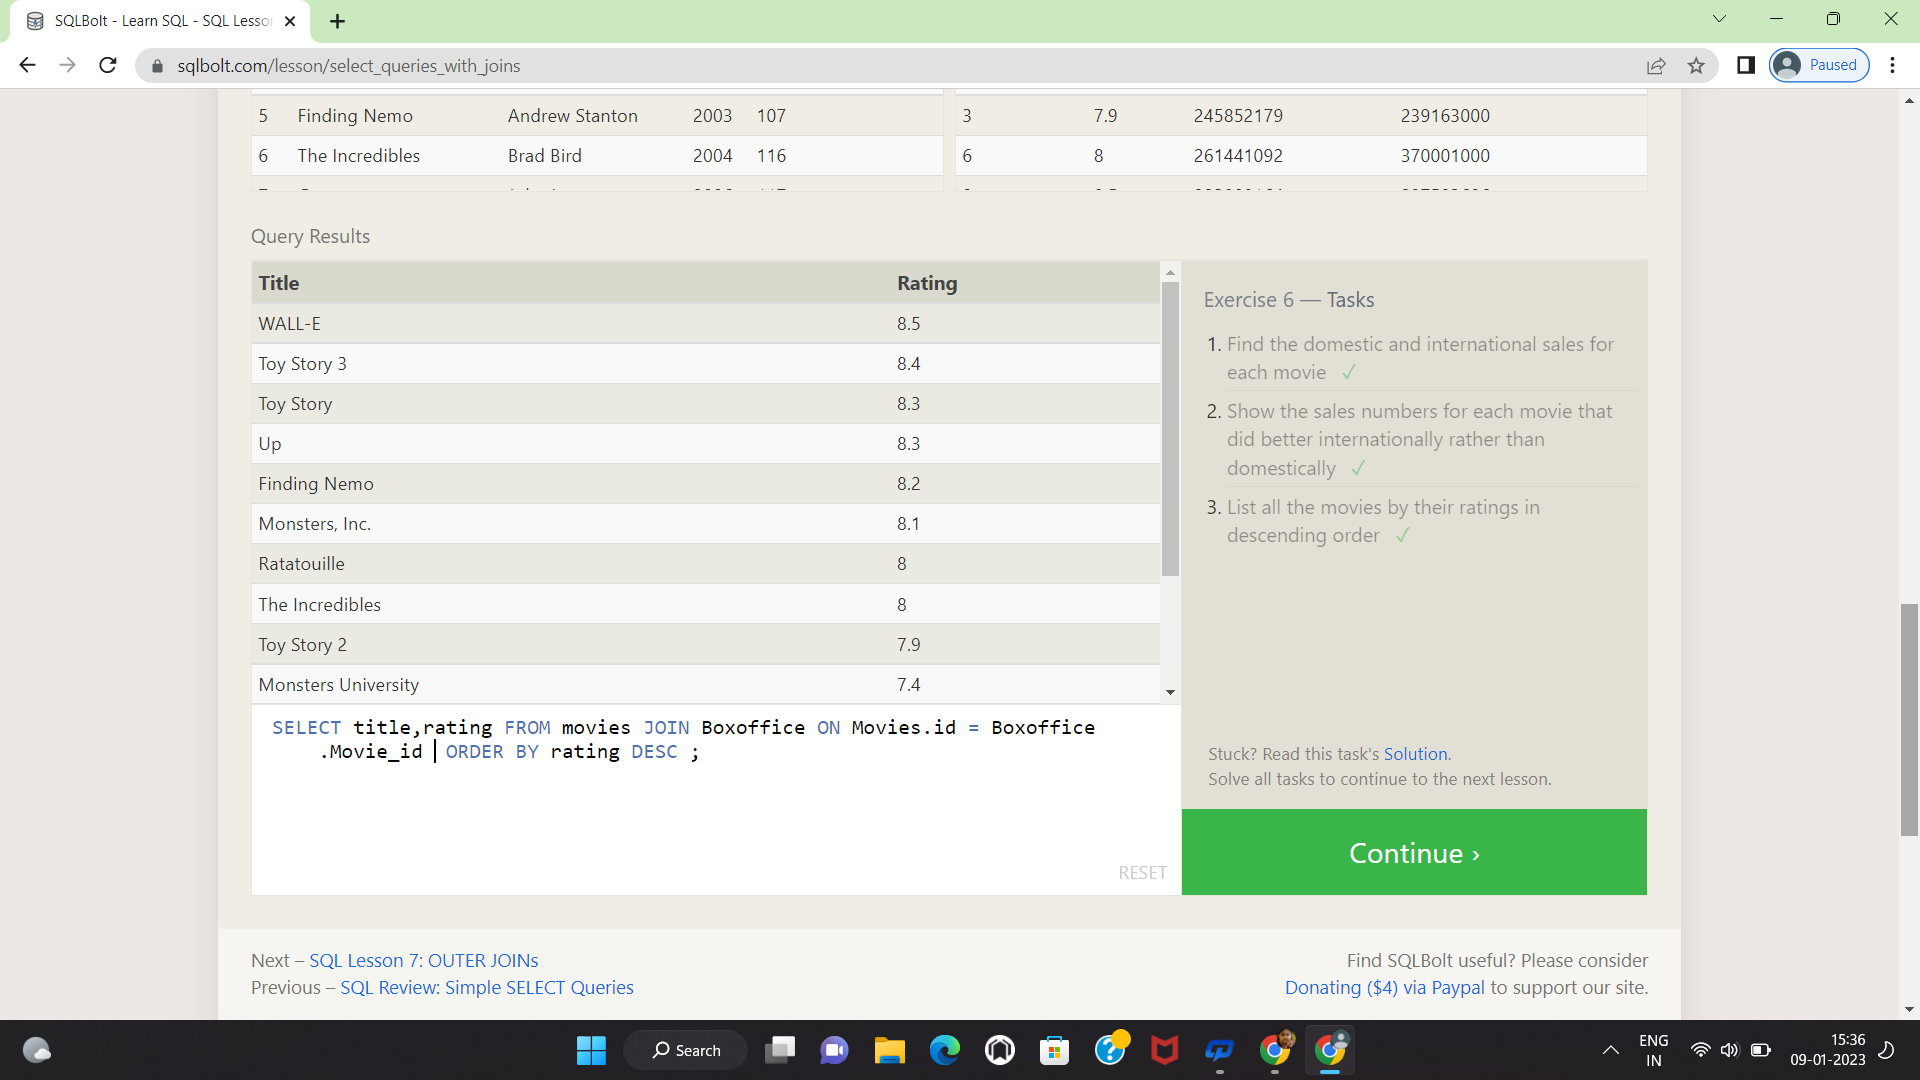 SQLBolt - Learn SQL - SQL Lesso
sqlbolt.com/lesson/select_queries_with_joins
Paused
5 Finding Nemo Andrew Stanton 2003 107 3 7.9 245852179 239163000
6 The Incredibles Brad Bird 2004 116 6 8 261441092 370001000
Query Results
Title Rating
WALL-E 8.5
Toy Story 3 8.4
Toy Story 8.3
Up 8.3
Finding Nemo 8.2
Monsters, Inc. 8.1
Ratatouille 8
The Incredibles 8
Toy Story 2 7.9
Monsters University 7.4
SELECT title,rating FROM movies JOIN Boxoffice ON Movies.id = Boxoffice
.Movie_id ORDER BY rating DESC ;
RESET
Exercise 6 — Tasks
1. Find the domestic and international sales for
each movie ✓
2. Show the sales numbers for each movie that
did better internationally rather than
domestically ✓
3. List all the movies by their ratings in
descending order ✓
Stuck? Read this task's Solution.
Solve all tasks to continue to the next lesson.
Continue ›
Next – SQL Lesson 7: OUTER JOINs
Previous – SQL Review: Simple SELECT Queries
Find SQLBolt useful? Please consider
Donating ($4) via Paypal to support our site.
Search
ENG
IN
15:36
09-01-2023